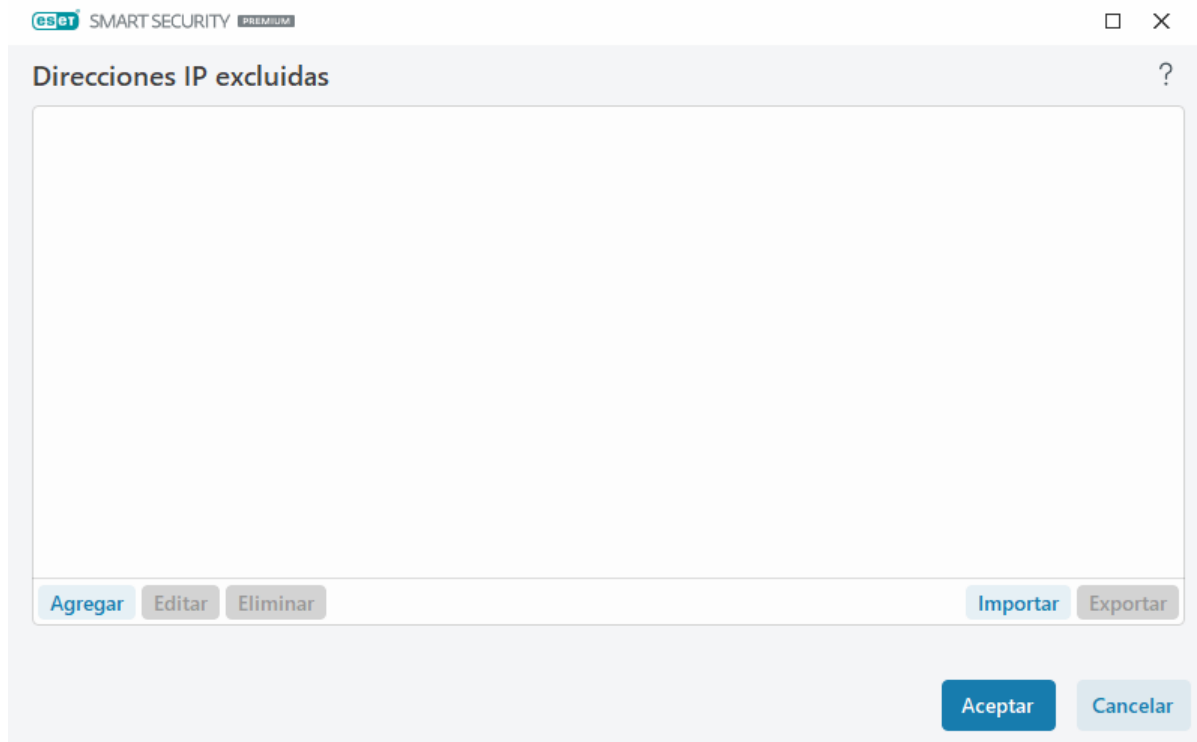 eset SMART SECURITY PREMIUM
Direcciones IP excluidas
?
Agregar Editar Eliminar Importar Exportar
Aceptar Cancelar